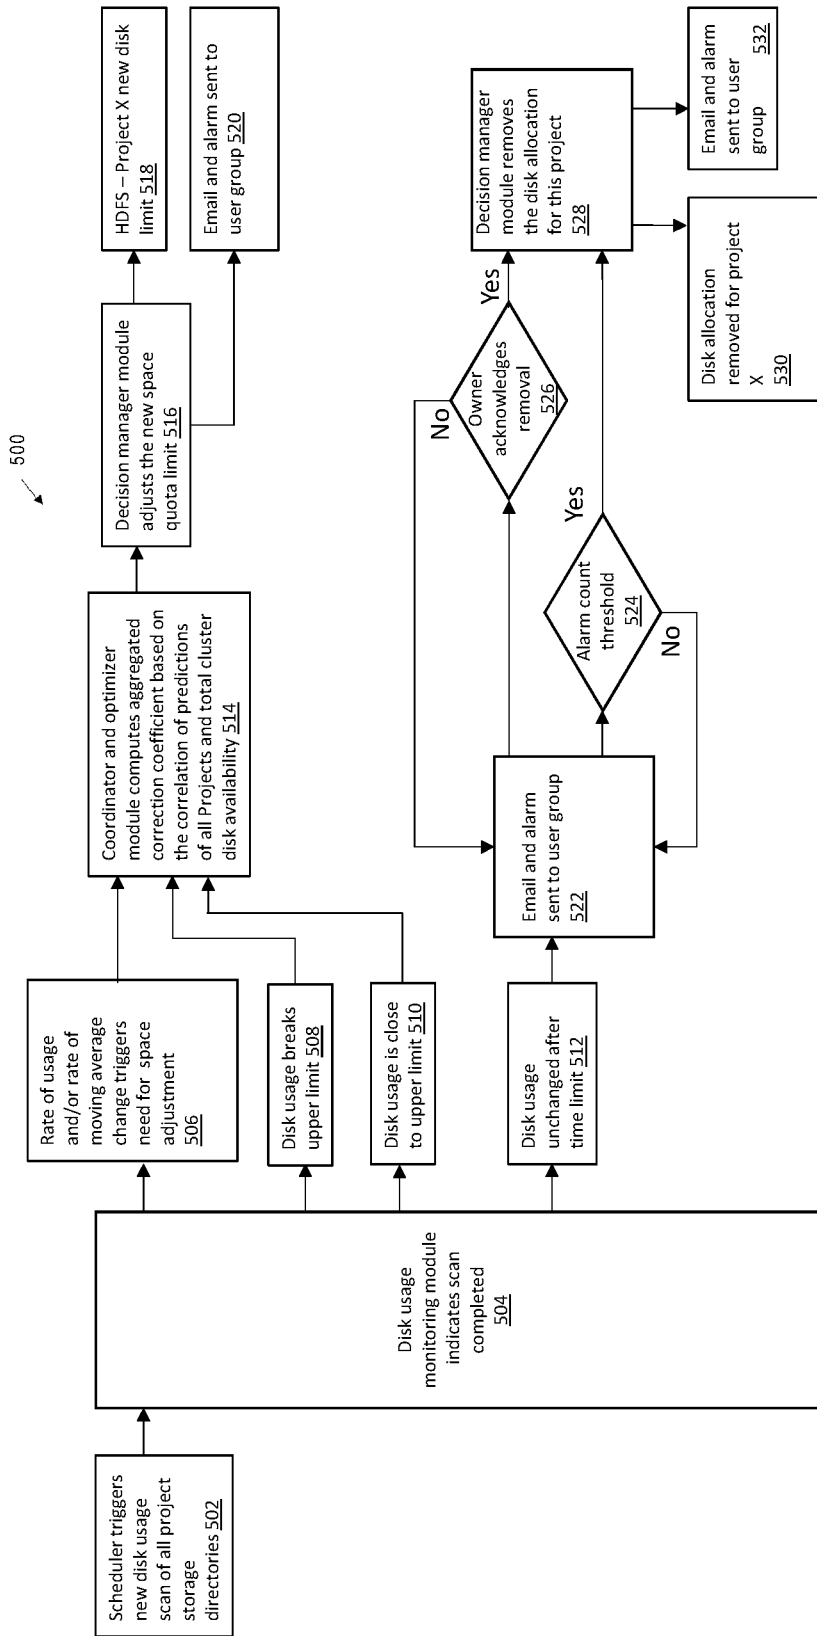 500
Scheduler triggers
new disk usage
scan of all project
storage
directories 502
Disk usage
monitoring module
indicates scan
completed
504
Rate of usage
and/or rate of
moving average
change triggers
need for space
adjustment
506
Disk usage breaks
upper limit 508
Disk usage is close
to upper limit 510
Disk usage
unchanged after
time limit 512
Coordinator and optimizer
module computes aggregated
correction coefficient based on
the correlation of predictions
of all Projects and total cluster
disk availability 514
Decision manager module
adjusts the new space
quota limit 516
HDFS – Project X new disk
limit 518
Email and alarm sent to
user group 520
Email and alarm
sent to user group
522
Alarm count
threshold
524
Yes
No
Owner
acknowledges
removal
526
Yes
No
Decision manager
module removes
the disk allocation
for this project
528
Disk allocation
removed for project
X
530
Email and alarm
sent to user
group 532